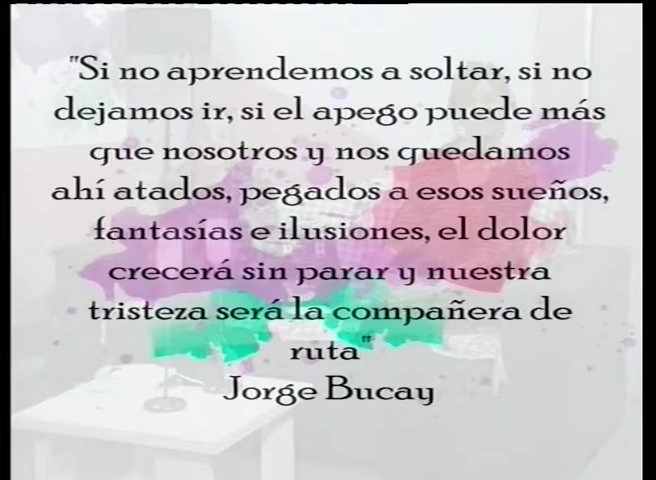 "Si no aprendemos a soltar, si no
dejamos ir, si el apego puede más
que nosotros y nos quedamos
ahí atados, pegados a esos sueños,
fantasías e ilusiones, el dolor
crecerá sin parar y nuestra
tristeza será la compañera de
ruta"
Jorge Bucay